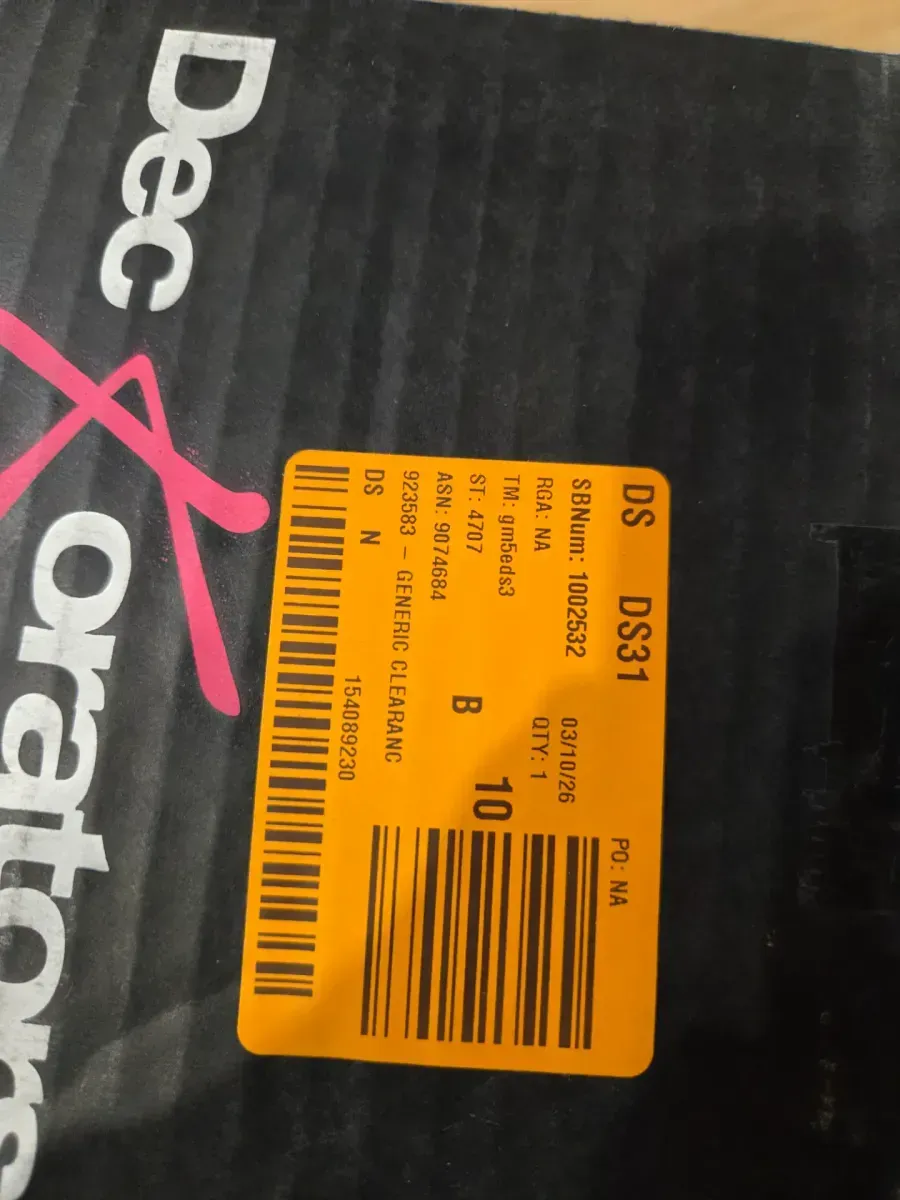 Dec X orators
DS DS31
PO: NA
SBNum: 1002532 03/10/26
RGA: NA QTY: 1
TM: gm5eds3
ST: 4707 10
ASN: 9074684 B
923583 - GENERIC CLEARANC
DS N 154089230